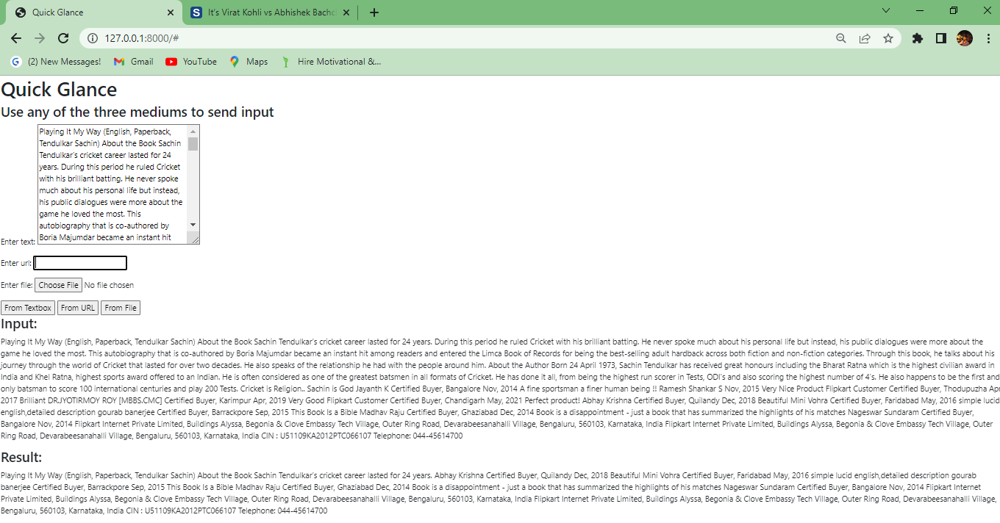 Quick Glance
It's Virat Kohli vs Abhishek Bachc
127.0.0.1:8000/#
(2) New Messages! Gmail YouTube Maps Hire Motivational &...
Quick Glance
Use any of the three mediums to send input
Playing It My Way (English, Paperback,
Tendulkar Sachin) About the Book Sachin
Tendulkar's cricket career lasted for 24
years. During this period he ruled Cricket
with his brilliant batting. He never spoke
much about his personal life but instead,
his public dialogues were more about the
game he loved the most. This
autobiography that is co-authored by
Boria Majumdar became an instant hit
Enter text:
Enter url:
Enter file: Choose File No file chosen
From Textbox From URL From File
Input:
Playing It My Way (English, Paperback, Tendulkar Sachin) About the Book Sachin Tendulkar's cricket career lasted for 24 years. During this period he ruled Cricket with his brilliant batting. He never spoke much about his personal life but instead, his public dialogues were more about the
game he loved the most. This autobiography that is co-authored by Boria Majumdar became an instant hit among readers and entered the Limca Book of Records for being the best-selling adult hardback across both fiction and non-fiction categories. Through this book, he talks about his
journey through the world of Cricket that lasted for over two decades. He also speaks of the relationship he had with the people around him. About the Author Born 24 April 1973, Sachin Tendulkar has received great honours including the Bharat Ratna which is the highest civilian award in
India and Khel Ratna, highest sports award offered to an Indian. He is often considered as one of the greatest batsmen in all formats of Cricket. He has done it all, from being the highest run scorer in Tests, ODI's and also scoring the highest number of 4's. He also happens to be the first and
only batsman to score 100 international centuries and play 200 Tests. Cricket is Religion.. Sachin is God Jayanth K Certified Buyer, Bangalore Nov, 2014 A fine sportsman a finer human being !! Ramesh Shankar S Nov, 2015 Very Nice Product Flipkart Customer Certified Buyer, Thodupuzha Apr
2017 Brilliant DR.JYOTIRMOY ROY [MBBS.CMC] Certified Buyer, Karimpur Apr, 2019 Very Good Flipkart Customer Certified Buyer, Chandigarh May, 2021 Perfect product! Abhay Krishna Certified Buyer, Quilandy Dec, 2018 Beautiful Mini Vohra Certified Buyer, Faridabad May, 2016 simple lucid
english,detailed description gourab banerjee Certified Buyer, Barrackpore Sep, 2015 This Book Is a Bible Madhav Raju Certified Buyer, Ghaziabad Dec, 2014 Book is a disappointment - just a book that has summarized the highlights of his matches Nageswar Sundaram Certified Buyer,
Bangalore Nov, 2014 Flipkart Internet Private Limited, Buildings Alyssa, Begonia & Clove Embassy Tech Village, Outer Ring Road, Devarabeesanahalli Village, Bengaluru, 560103, Karnataka, India Flipkart Internet Private Limited, Buildings Alyssa, Begonia & Clove Embassy Tech Village, Outer
Ring Road, Devarabeesanahalli Village, Bengaluru, 560103, Karnataka, India CIN : U51109KA2012PTC066107 Telephone: 044-45614700
Result:
Playing It My Way (English, Paperback, Tendulkar Sachin) About the Book Sachin Tendulkar's cricket career lasted for 24 years. Abhay Krishna Certified Buyer, Quilandy Dec, 2018 Beautiful Mini Vohra Certified Buyer, Faridabad May, 2016 simple lucid english,detailed description gourab
banerjee Certified Buyer, Barrackpore Sep, 2015 This Book Is a Bible Madhav Raju Certified Buyer, Ghaziabad Dec, 2014 Book is a disappointment - just a book that has summarized the highlights of his matches Nageswar Sundaram Certified Buyer, Bangalore Nov, 2014 Flipkart Internet
Private Limited, Buildings Alyssa, Begonia & Clove Embassy Tech Village, Outer Ring Road, Devarabeesanahalli Village, Bengaluru, 560103, Karnataka, India Flipkart Internet Private Limited, Buildings Alyssa, Begonia & Clove Embassy Tech Village, Outer Ring Road, Devarabeesanahalli Village,
Bengaluru, 560103, Karnataka, India CIN : U51109KA2012PTC066107 Telephone: 044-45614700